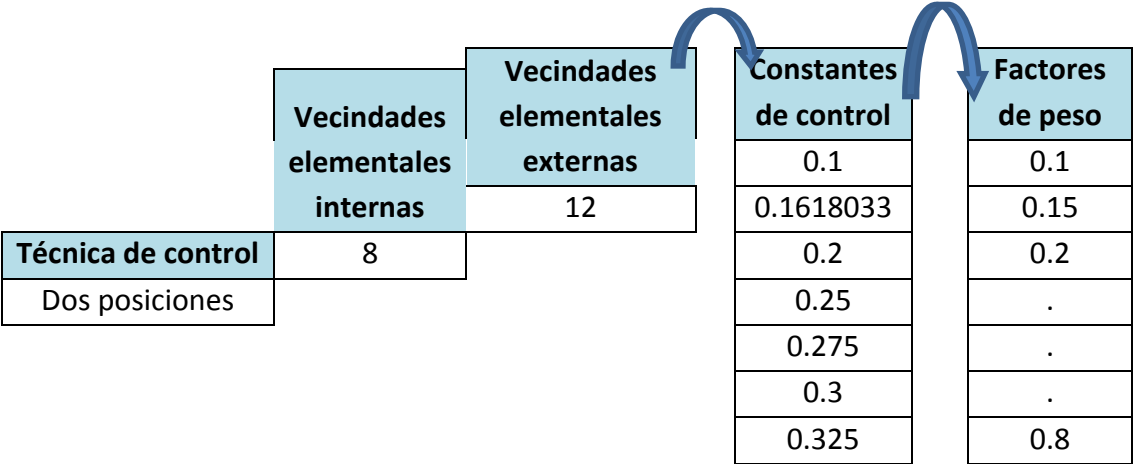 Técnica de control
Dos posiciones
Vecindades
elementales
internas
8
Vecindades
elementales
externas
12
Constantes
de control
0.1
0.1618033
0.2
0.25
0.275
0.3
0.325
Factores
de peso
0.1
0.15
0.2
.
.
.
0.8